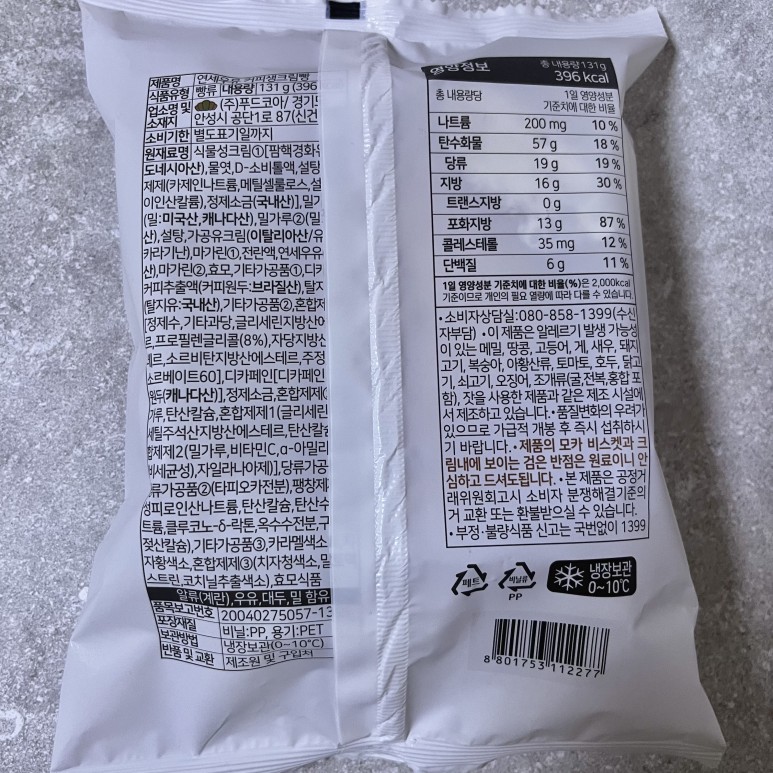 제품명 연세우유 커피생크림빵
식품유형 빵류 내용량 131 g (396
업소명 및 소재지 (주)푸드코아/ 경기도
안성시 공단1로 87(신건
소비기한 별도표기일까지
원재료명 식물성크림①[팜핵경화유
도네시아산),물엿,D-소비톨액,설탕
제제(카제인나트륨,메틸셀룰로스,설
이인산칼륨),정제소금(국내산)],밀가
(밀:미국산,캐나다산),밀가루②(밀
산),설탕,가공유크림(이탈리아산/유
카라기난),마가린①,전란액,연세우유
산),마가린②,효모,기타가공품①,디카
커피추출액(커피원두:브라질산),탈지
(탈지유:국내산),기타가공품②,혼합제
[정제수,기타과당,글리세린지방산에
르,프로필렌글리콜(8%),자당지방산
테르,소르비탄지방산에스테르,주정
소르베이트60],디카페인[디카페인
원두(캐나다산)],정제소금,혼합제제(
가루,탄산칼슘,혼합제제1(글리세린
세틸주석산지방산에스테르,탄산칼슘
합제제2(밀가루,비타민C,α-아밀라
비세균성),자일라나아제)],당류가공
류가공품②(타피오카전분),팽창제
성피로인산나트륨,탄산칼슘,탄산수
트륨,글루코노-δ-락톤,옥수수전분,구
젖산칼슘),기타가공품③,카라멜색소
자황색소,혼합제제③(치자청색소,밀
스트린,코치닐추출색소),효모식품
알류(계란),우유,대두,밀 함유
품목보고번호 20040275057-13
포장재질 비닐:PP, 용기:PET
보관방법 냉장보관(0~10℃)
반품 및 교환 제조원 및 구입처
영양정보 총 내용량 131g
396 kcal
총 내용량당 1일 영양성분
기준치에 대한 비율
나트륨 200 mg 10 %
탄수화물 57 g 18 %
당류 19 g 19 %
지방 16 g 30 %
트랜스지방 0 g
포화지방 13 g 87 %
콜레스테롤 35 mg 12 %
단백질 6 g 11 %
1일 영양성분 기준치에 대한 비율(%)은 2,000kcal
기준이므로 개인의 필요 열량에 따라 다를 수 있습니다.
•소비자상담실:080-858-1399(수신
자부담) •이 제품은 알레르기 발생 가능성
이 있는 메밀, 땅콩, 고등어, 게, 새우, 돼지
고기, 복숭아, 아황산류, 토마토, 호두, 닭고
기, 쇠고기, 오징어, 조개류(굴,전복,홍합 포
함), 잣을 사용한 제품과 같은 제조 시설에
서 제조하고 있습니다.•품질변화의 우려가
있으므로 가급적 개봉 후 즉시 섭취하시
기 바랍니다.•제품의 모카 비스켓과 크
림내에 보이는 검은 반점은 원료이니 안
심하고 드셔도됩니다.•본 제품은 공정거
래위원회고시 소비자 분쟁해결기준의
거 교환 또는 환불받으실 수 있습니다.
•부정·불량식품 신고는 국번없이 1399
페트 비닐류 PP
냉장보관
0~10℃
8 801753 112277